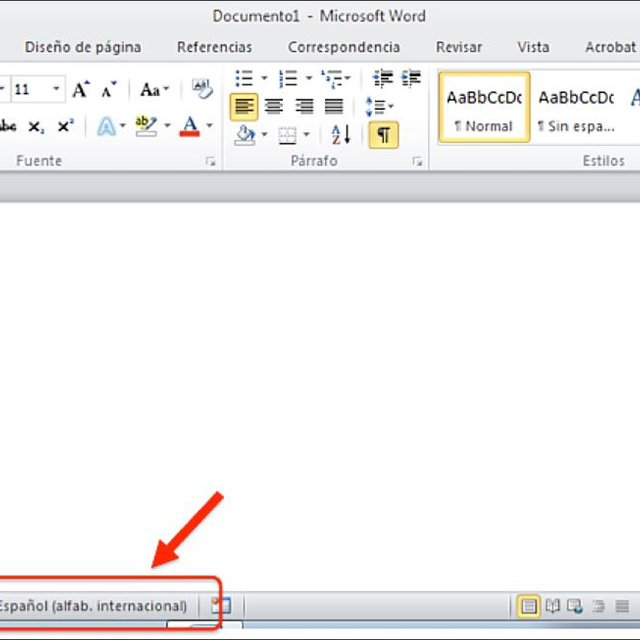 Documento1 - Microsoft Word
Diseño de página Referencias Correspondencia Revisar Vista Acrobat
11 A A Aa
abc x₂ x² A ab A A Z ¶
AaBbCcDc AaBbCcDc A
¶ Normal ¶ Sin espa...
Fuente Párrafo Estilos
Español (alfab. internacional)